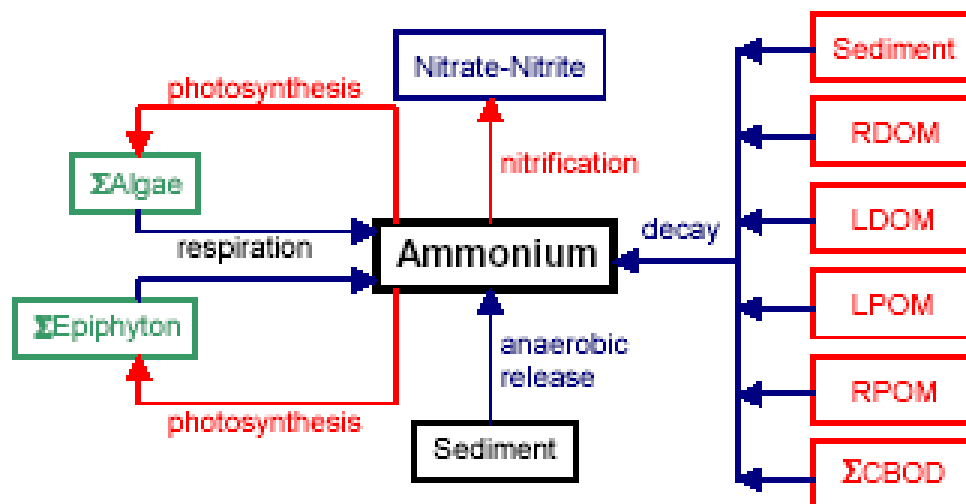 Nitrate-Nitrite
Sediment
photosynthesis
RDOM
nitrification
ΣAlgae
LDOM
respiration
decay
Ammonium
LPOM
ΣEpiphyton
anaerobic
release
RPOM
photosynthesis
Sediment
ΣCBOD